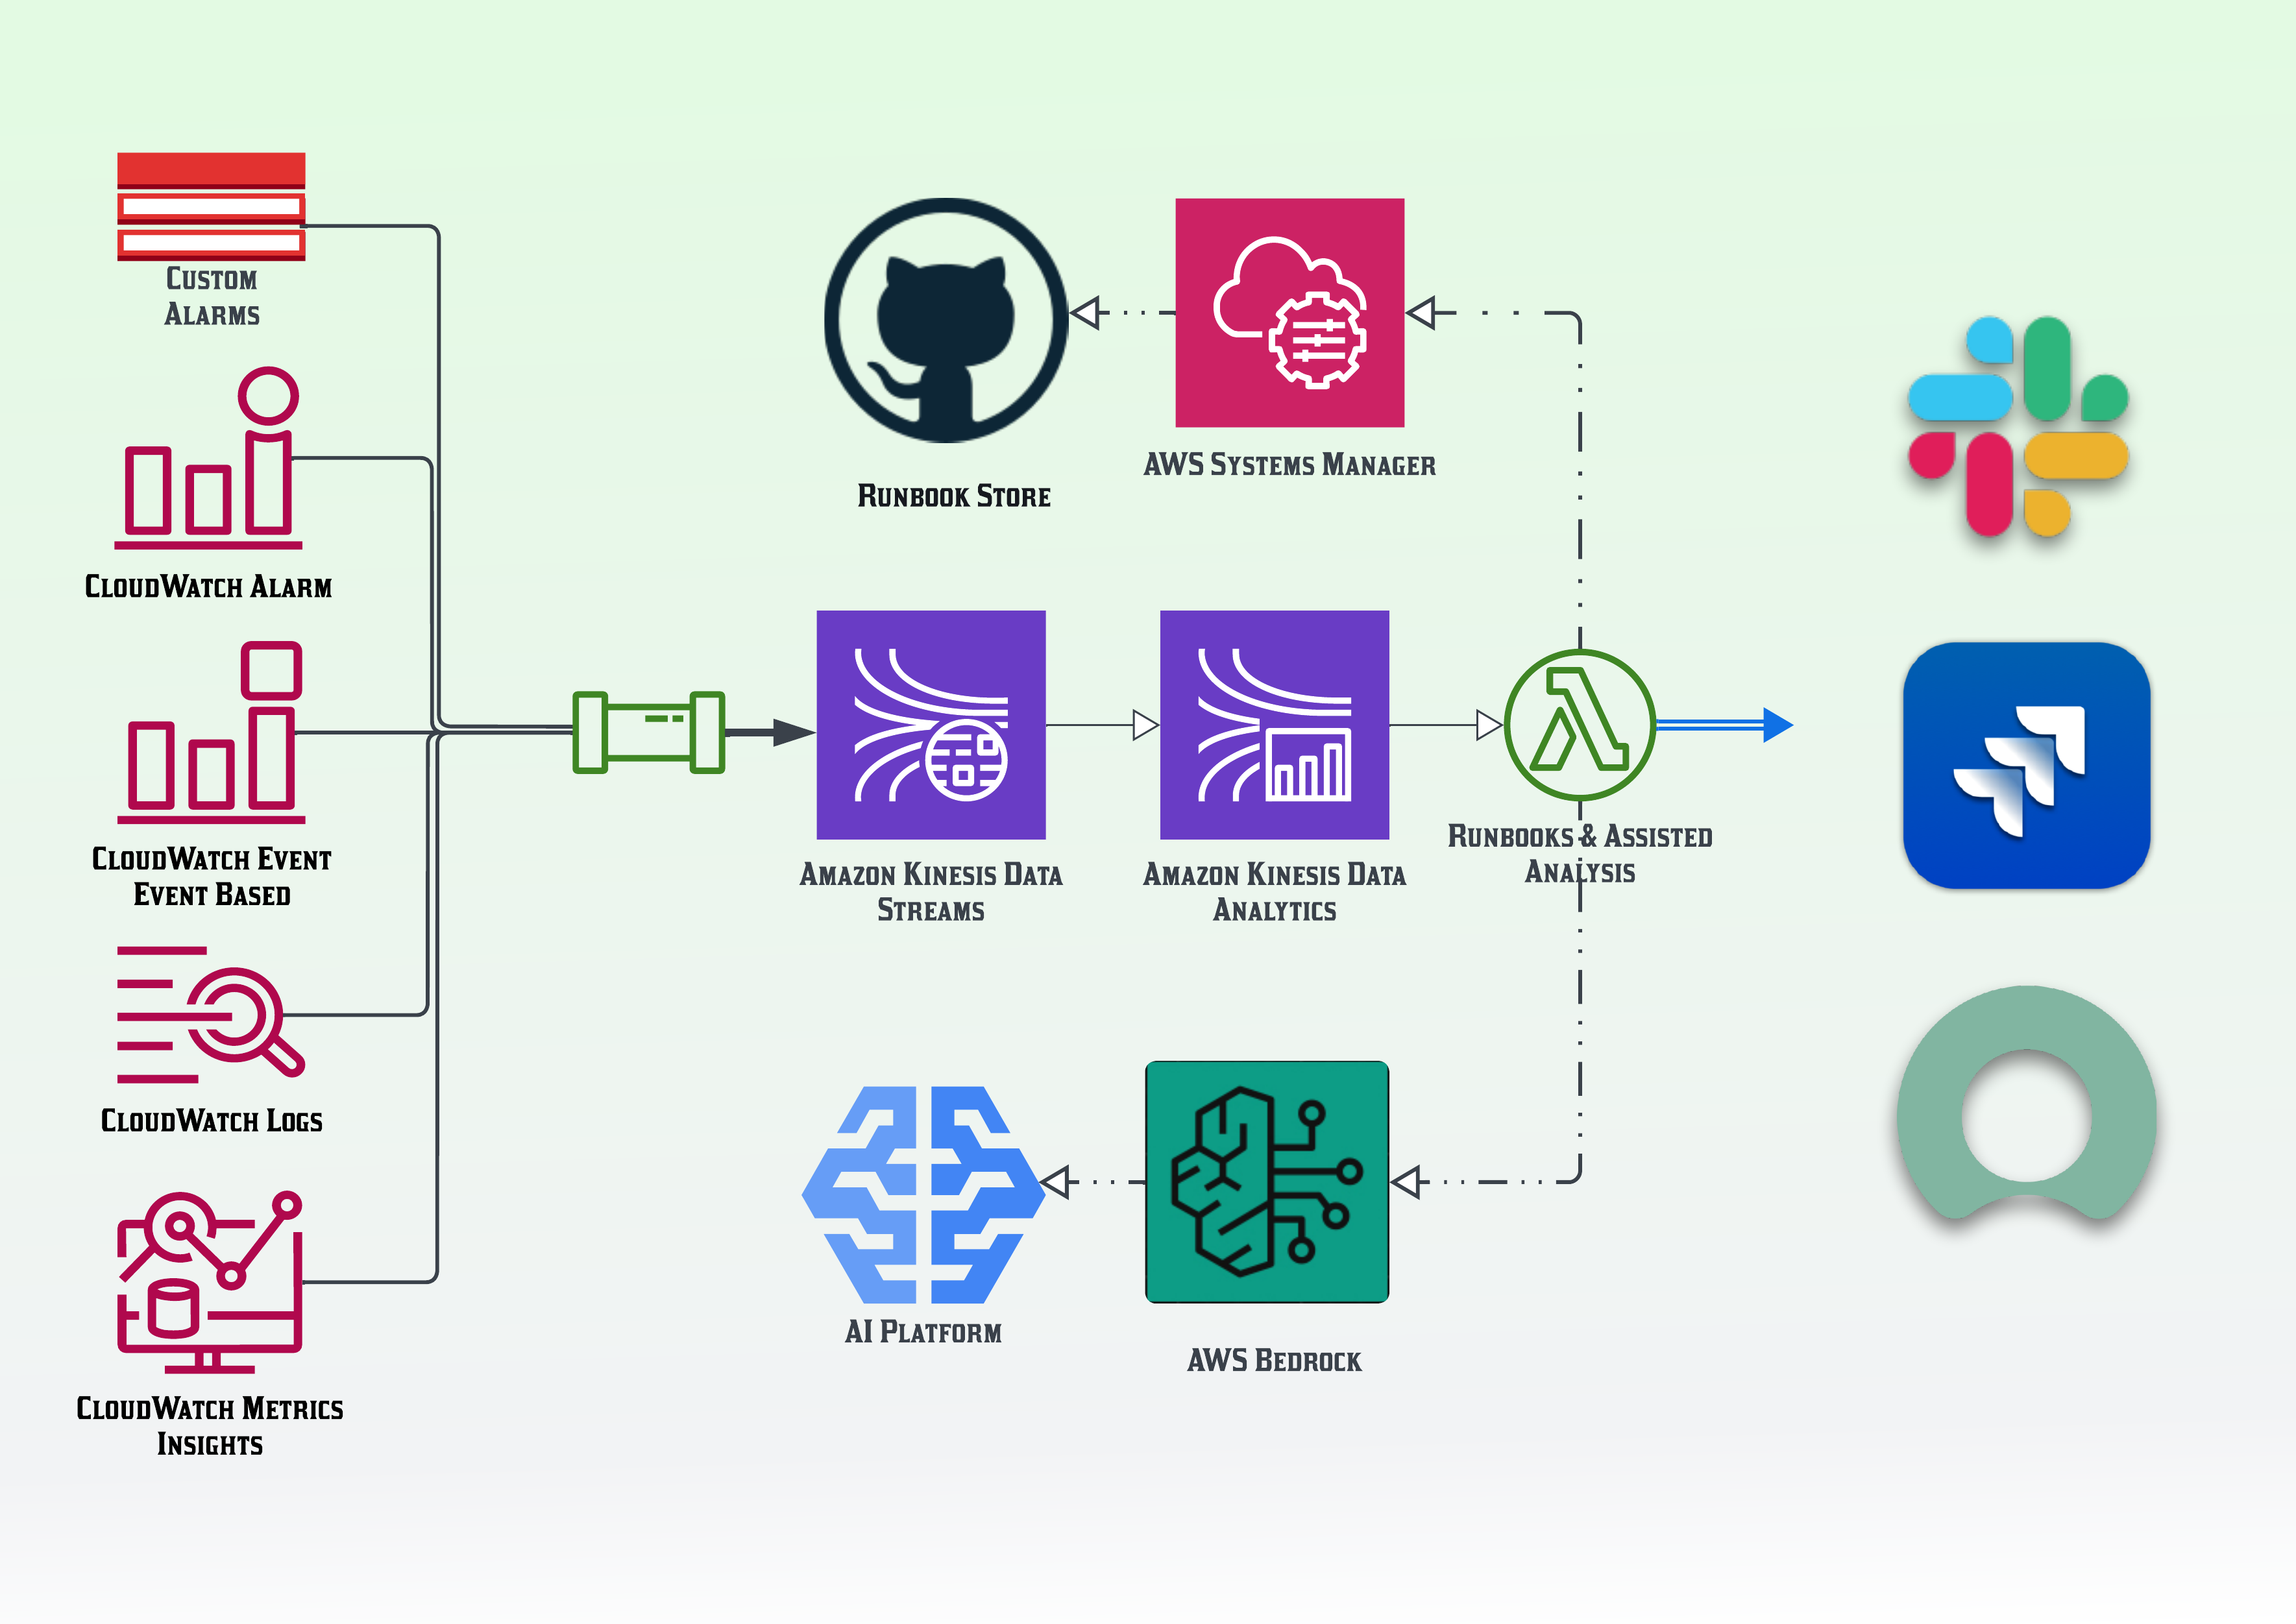 Custom
Alarms
CloudWatch Alarm
CloudWatch Event
Event Based
CloudWatch Logs
CloudWatch Metrics
Insights
Runbook Store
AWS Systems Manager
Amazon Kinesis Data
Streams
Amazon Kinesis Data
Analytics
Runbooks & Assisted
Analysis
AI Platform
AWS Bedrock